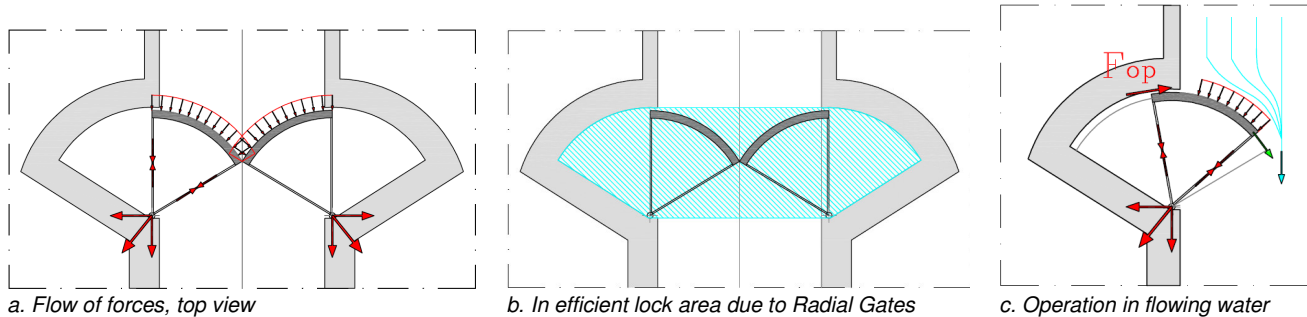 Fop
a. Flow of forces, top view
b. In efficient lock area due to Radial Gates
c. Operation in flowing water